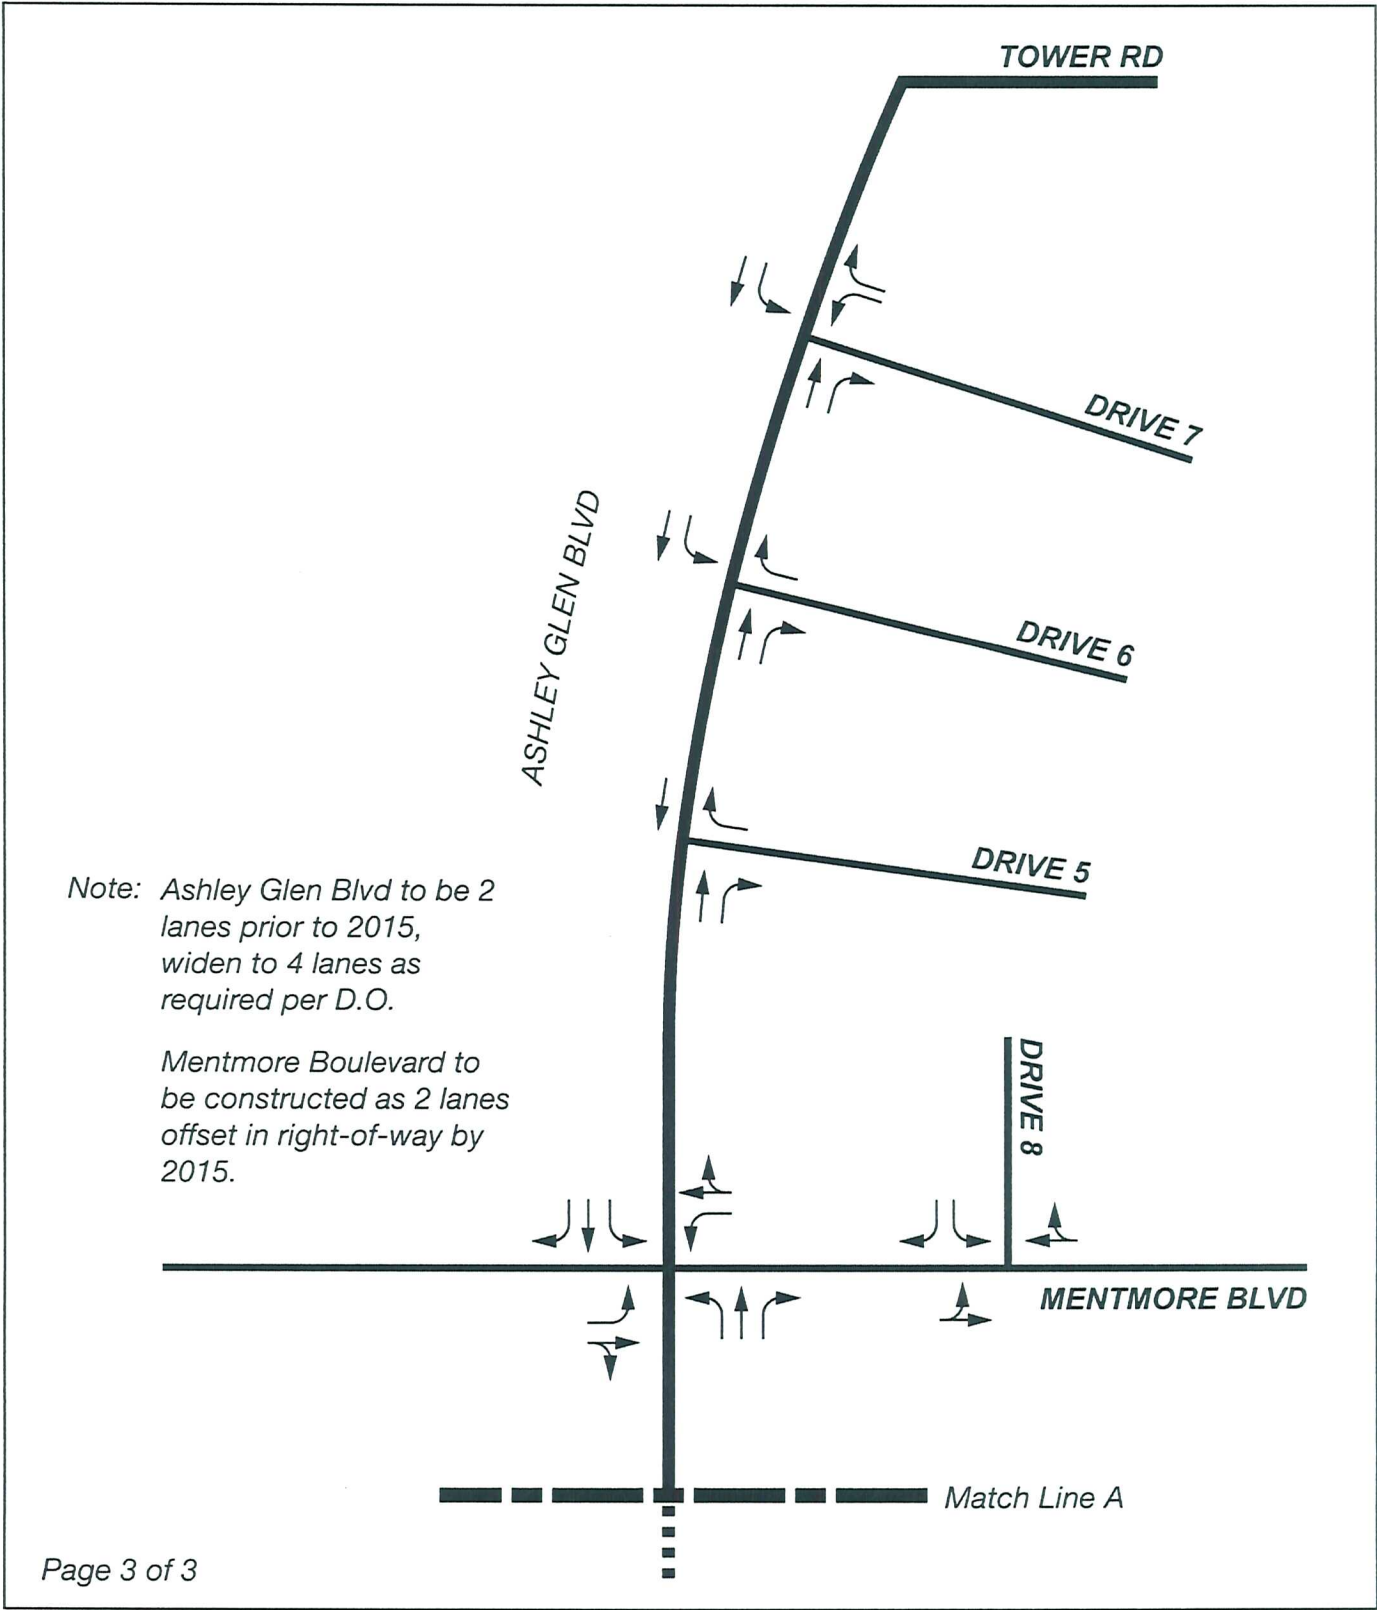 TOWER RD
DRIVE 7
ASHLEY GLEN BLVD
DRIVE 6
DRIVE 5
Note: Ashley Glen Blvd to be 2
lanes prior to 2015,
widen to 4 lanes as
required per D.O.
Mentmore Boulevard to
be constructed as 2 lanes
offset in right-of-way by
2015.
DRIVE 8
MENTMORE BLVD
Match Line A
Page 3 of 3